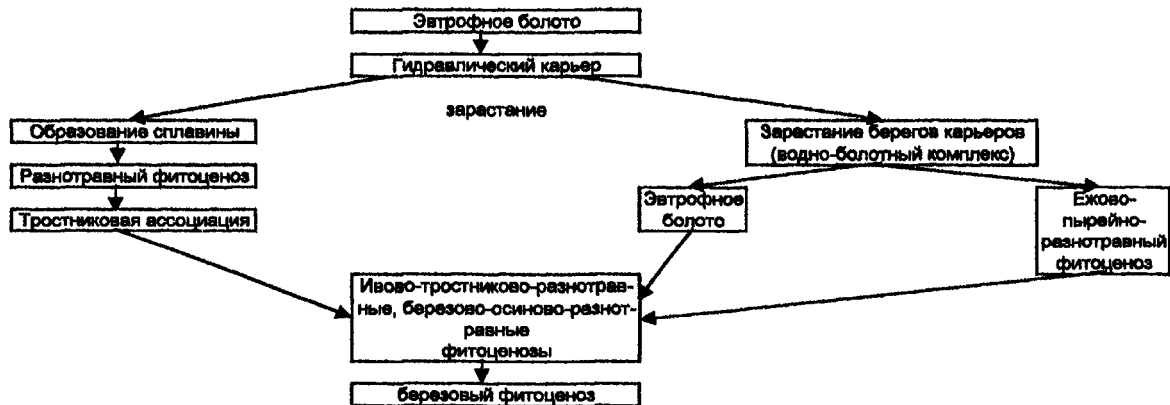 Эвтрофное болото
Гидравлический карьер
зарастание
Образование сплавины
Разнотравный фитоценоз
Тростниковая ассоциация
Зарастание берегов карьеров
(водно-болотный комплекс)
Эвтрофное
болото
Ежово-
пырейно-
разнотравный
фитоценоз
Ивово-тростниково-разнотрав-
ные, березово-осиново-разнот-
равные
фитоценозы
березовый фитоценоз